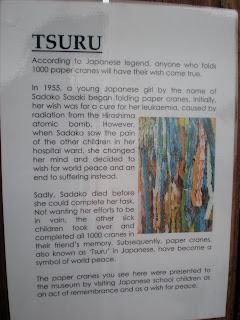 TSURU
According to Japanese legend, anyone who folds
1000 paper cranes will have their wish come true.
In 1955, a young Japanese girl by the name of
Sadako Sasaki began folding paper cranes. Initially,
her wish was for a cure for her leukaemia, caused by
radiation from the Hiroshima
atomic bomb. However,
when Sadako saw the pain
of the other children in her
hospital ward, she changed
her mind and decided to
wish for world peace and an
end to suffering instead.
Sadly, Sadako died before
she could complete her task.
Not wanting her efforts to be
in vain, the other sick
children took over and
completed all 1000 cranes in
their friend's memory. Subsequently, paper cranes,
also known as 'Tsuru' in Japanese, have become a
symbol of world peace.
The paper cranes you see here were presented to
the museum by visiting Japanese school children as
an act of remembrance and as a wish for peace.